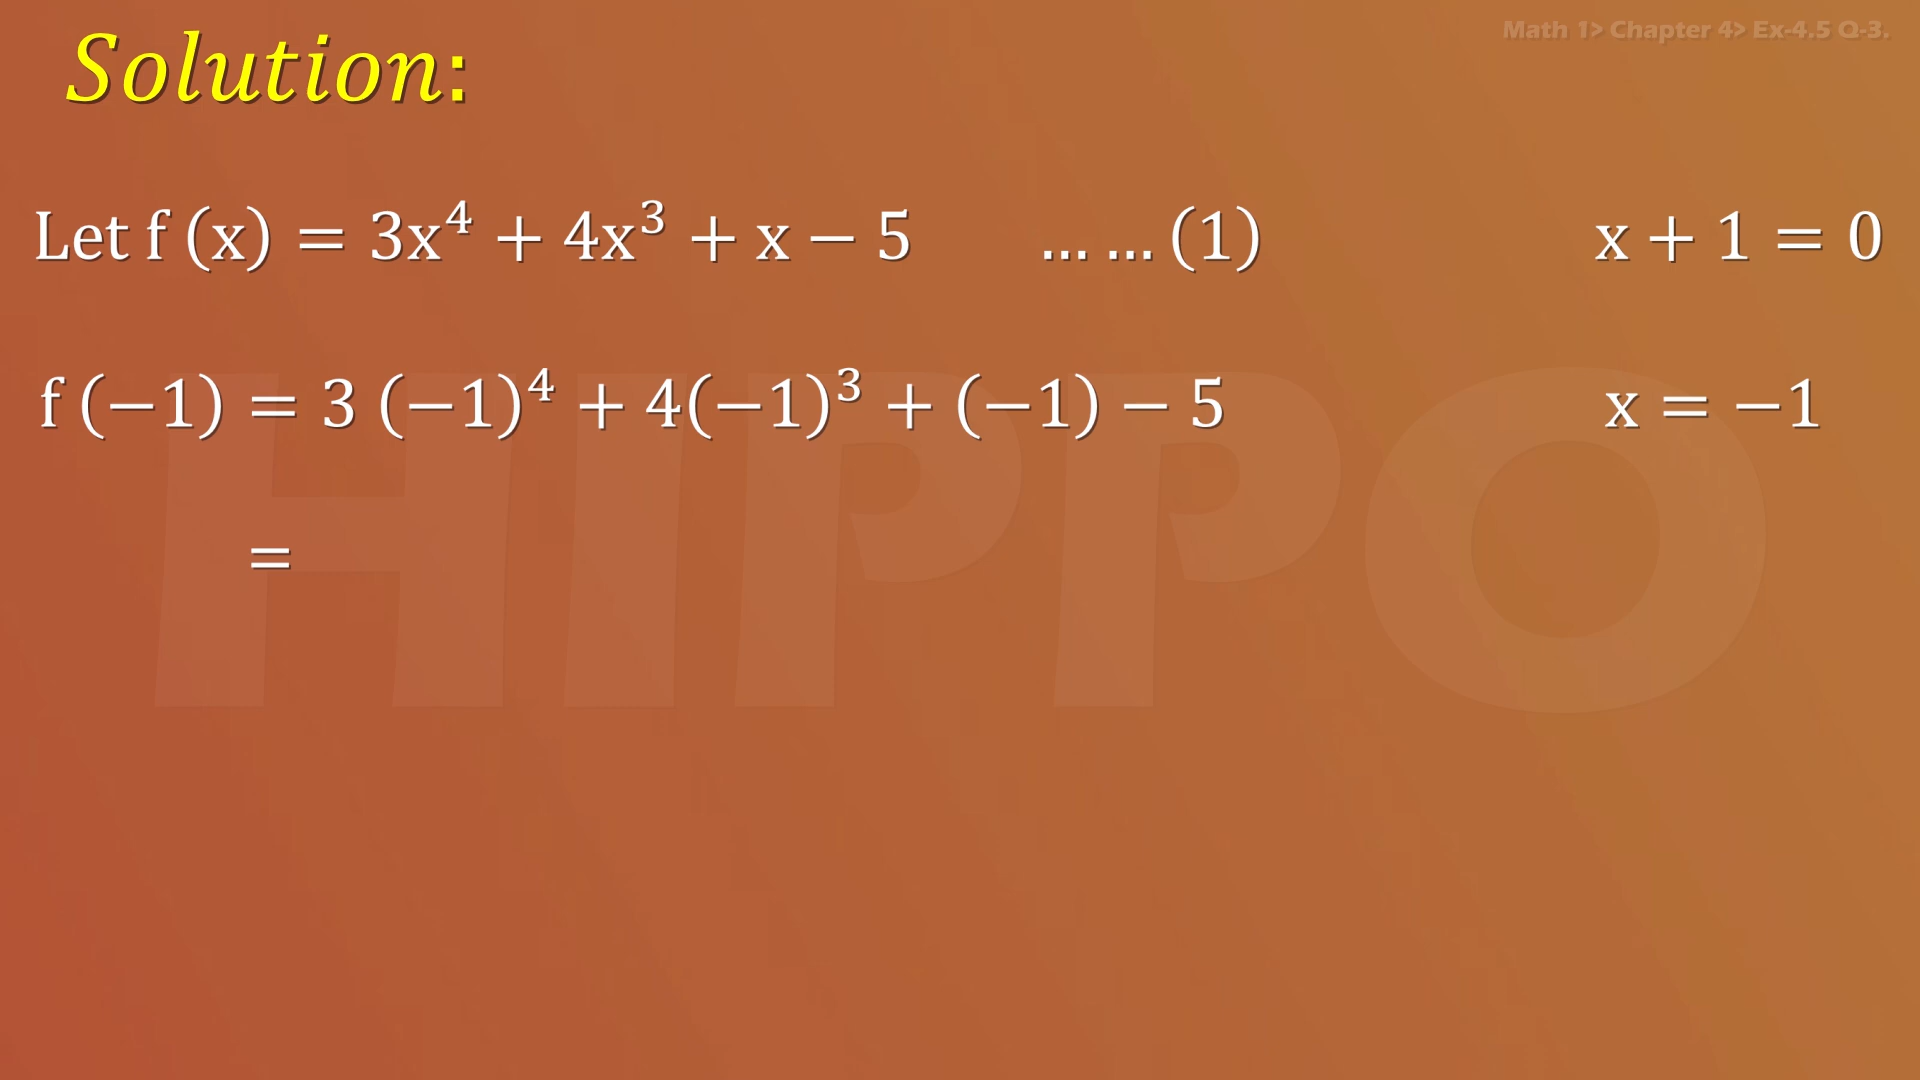 Math 1> Chapter 4> Ex-4.5 Q-3.
Solution:
Let f (x) = 3x⁴ + 4x³ + x − 5 … … (1) x + 1 = 0
f (−1) = 3 (−1)⁴ + 4(−1)³ + (−1) − 5 x = −1
=
HIPPO